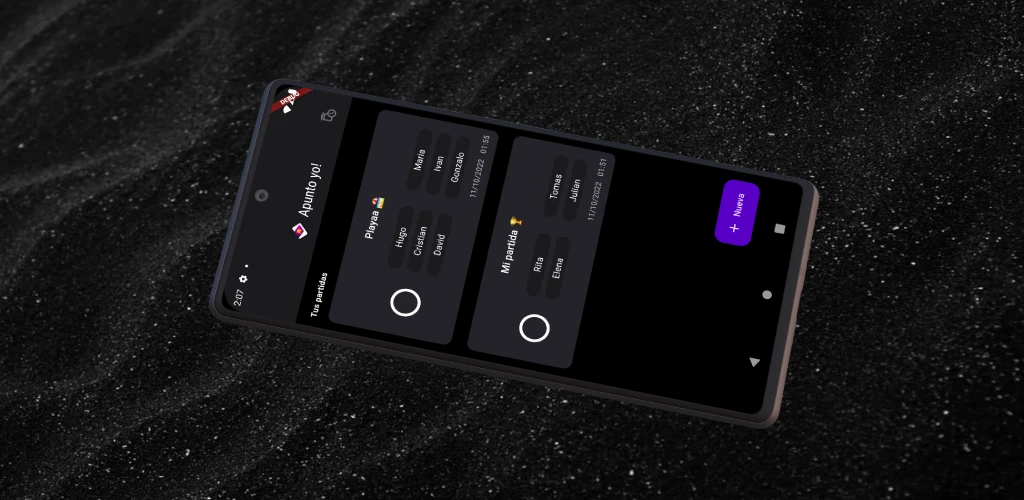 2:07
DEBUG
Apunto yo!
Tus partidas
Playaa 🏖️
Hugo Maria
Cristian Ivan
David Gonzalo
11/10/2022 01:55
Mi partida 🏆
Rita Tomas
Elena Julian
11/10/2022 01:51
+ Nueva